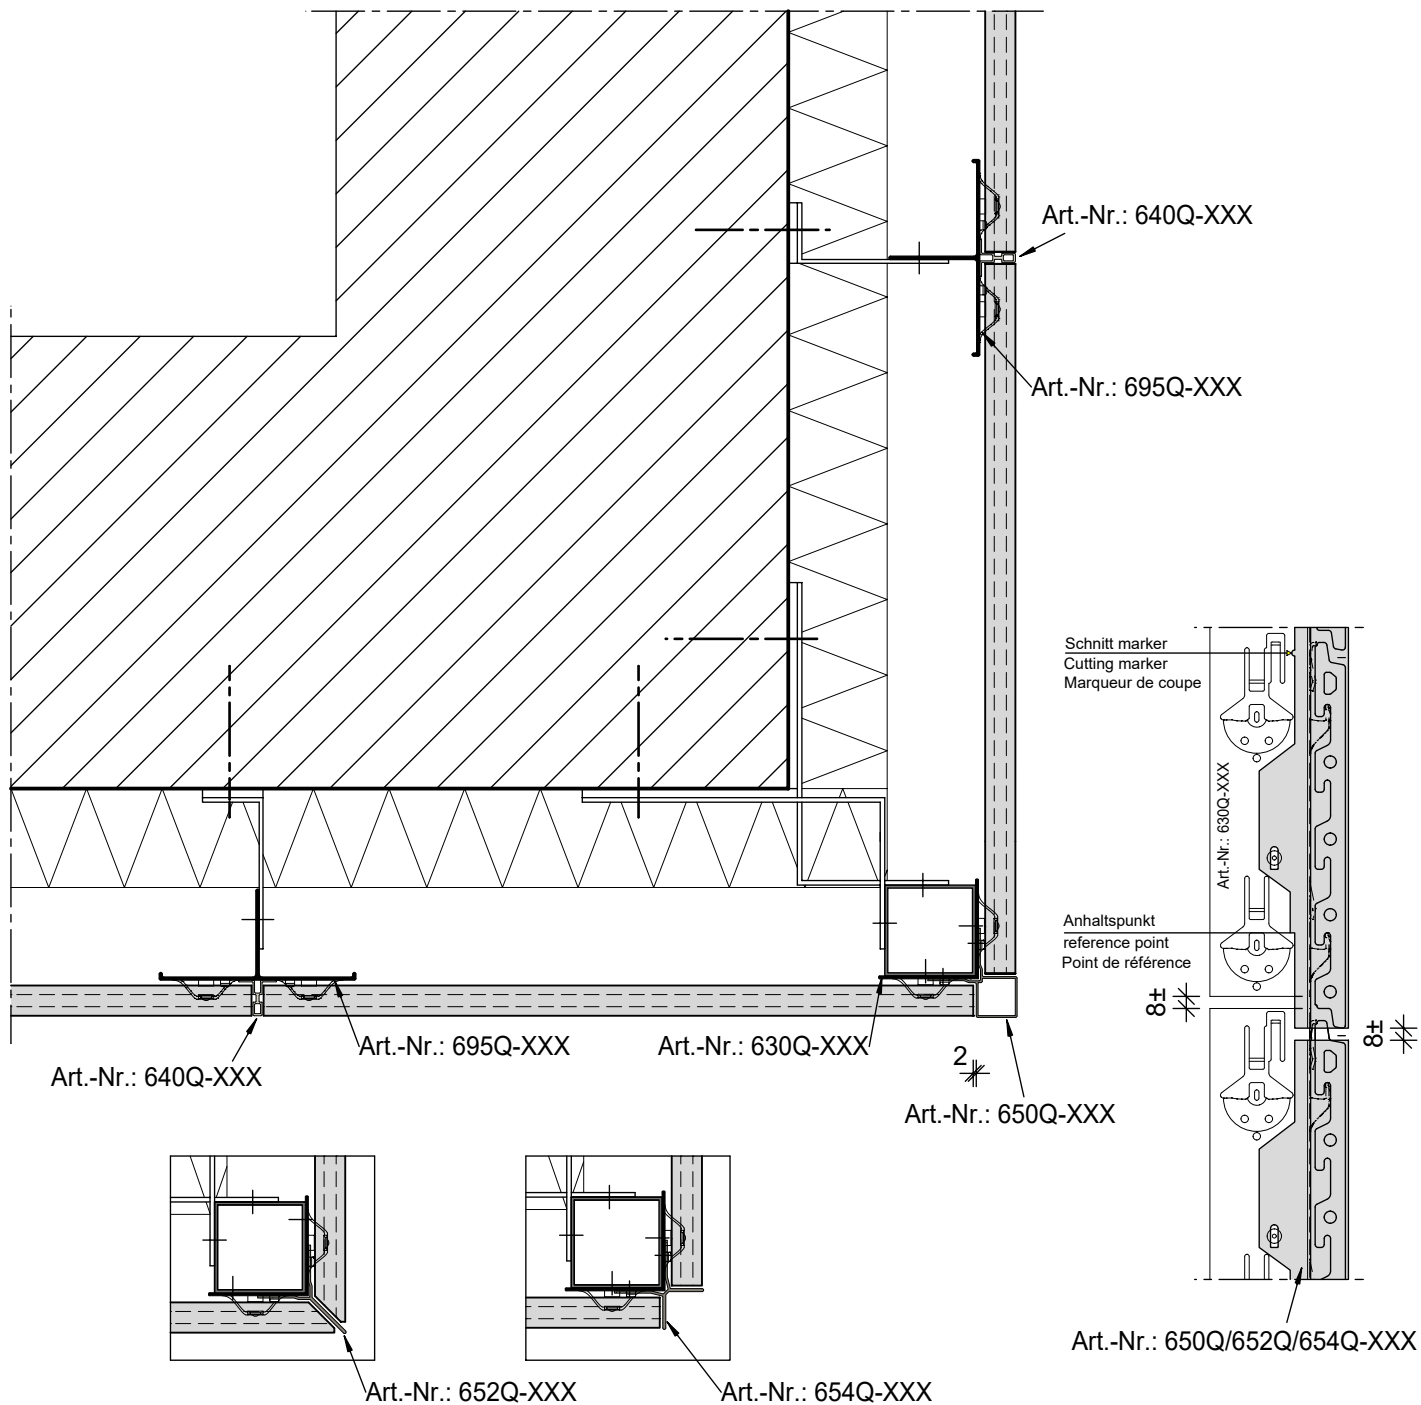 Art.-Nr.: 640Q-XXX
Art.-Nr.: 695Q-XXX
Schnitt marker
Cutting marker
Marqueur de coupe
Art.-Nr.: 630Q-XXX
Anhaltspunkt
reference point
Point de référence
8±
8±
Art.-Nr.: 695Q-XXX
Art.-Nr.: 630Q-XXX
2
Art.-Nr.: 640Q-XXX
Art.-Nr.: 650Q-XXX
Art.-Nr.: 650Q/652Q/654Q-XXX
Art.-Nr.: 652Q-XXX
Art.-Nr.: 654Q-XXX